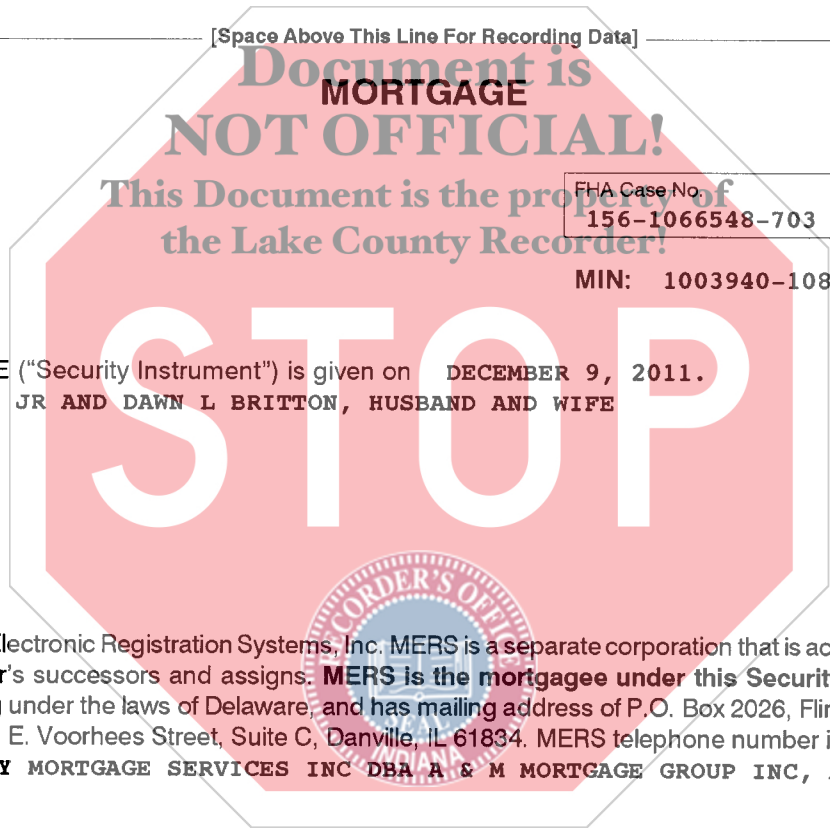 [Space Above This Line For Recording Data]
Document is
MORTGAGE
NOT OFFICIAL!
This Document is the property of
the Lake County Recorder!
FHA Case No.
156-1066548-703
MIN: 1003940-108
STOP
E ("Security Instrument") is given on DECEMBER 9, 2011.
JR AND DAWN L BRITTON, HUSBAND AND WIFE
RECORDER'S OFFICE
SEAL
INDIANA
lectronic Registration Systems, Inc. MERS is a separate corporation that is ac
r's successors and assigns. MERS is the mortgagee under this Securit
under the laws of Delaware, and has mailing address of P.O. Box 2026, Flin
E. Voorhees Street, Suite C, Danville, IL 61834. MERS telephone number i
Y MORTGAGE SERVICES INC DBA A & M MORTGAGE GROUP INC,